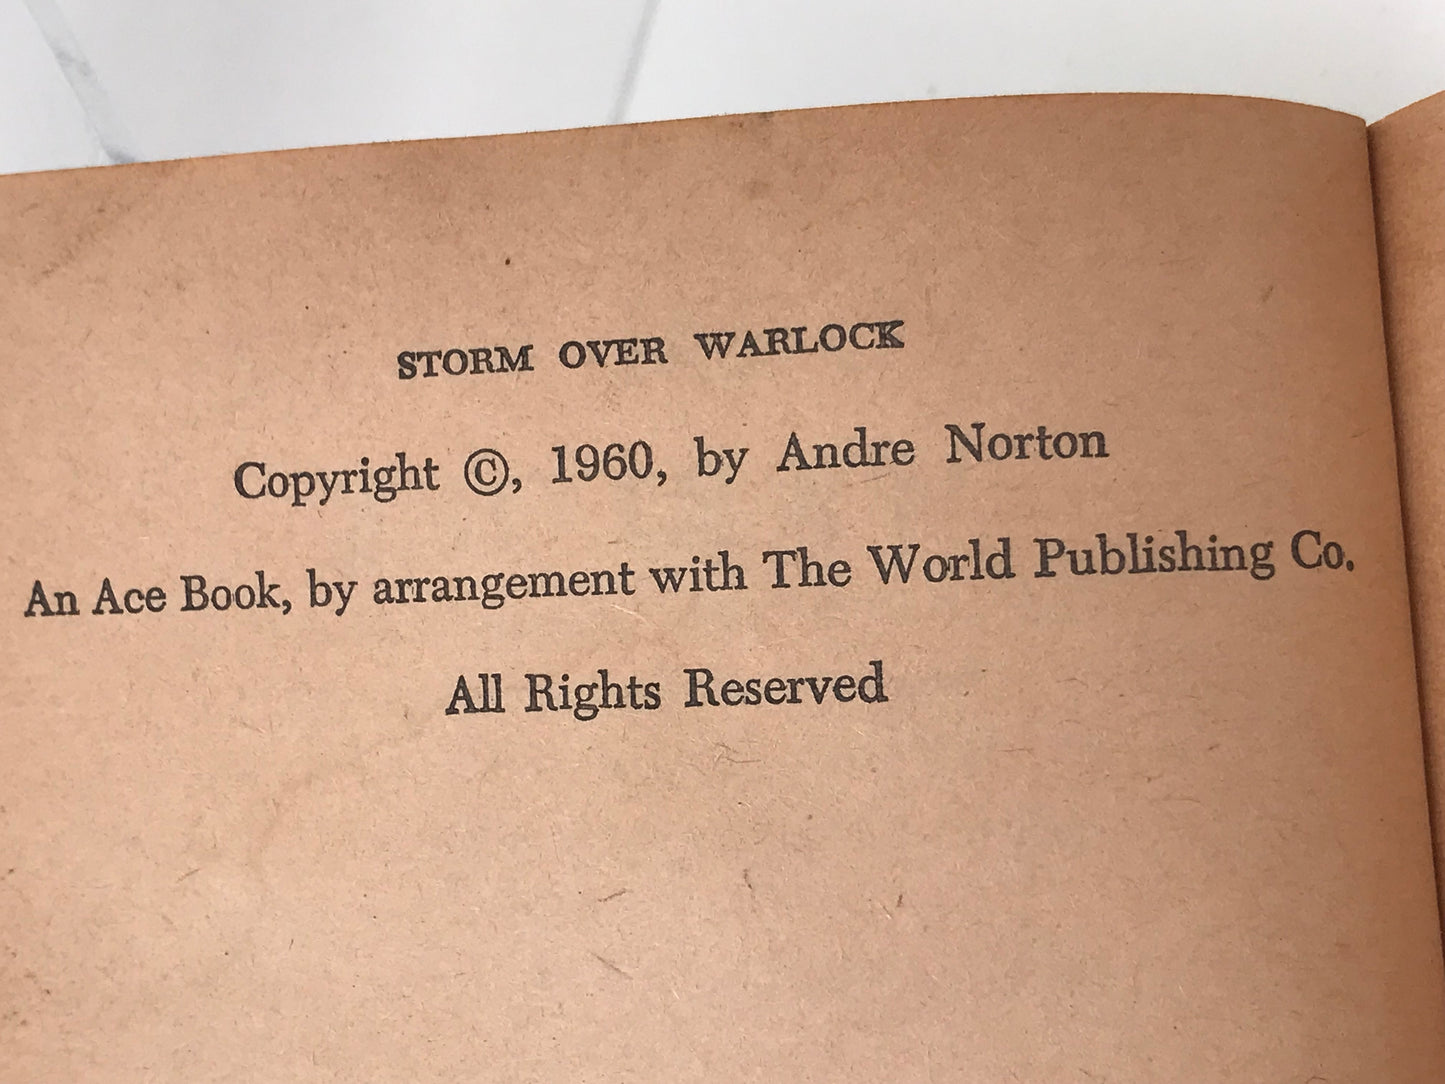 STORM OVER WARLOCK
Copyright ©, 1960, by Andre Norton
An Ace Book, by arrangement with The World Publishing Co.
All Rights Reserved